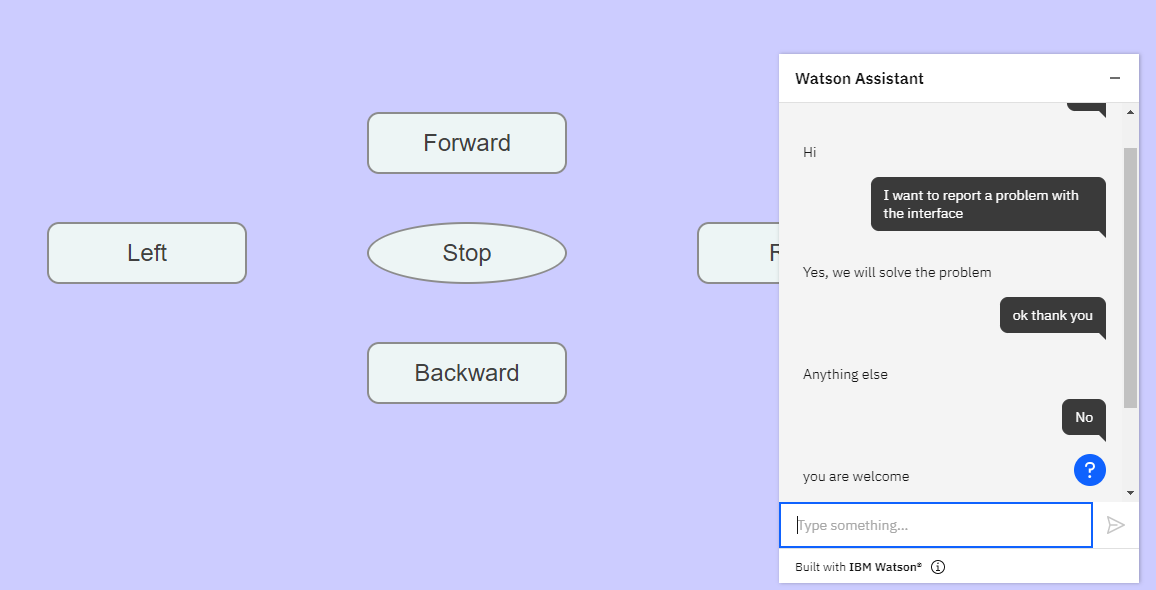 Forward
Left
Stop
Backward
Watson Assistant
Hi
I want to report a problem with
the interface
Yes, we will solve the problem
ok thank you
Anything else
No
?
you are welcome
Type something...
Built with IBM Watson®